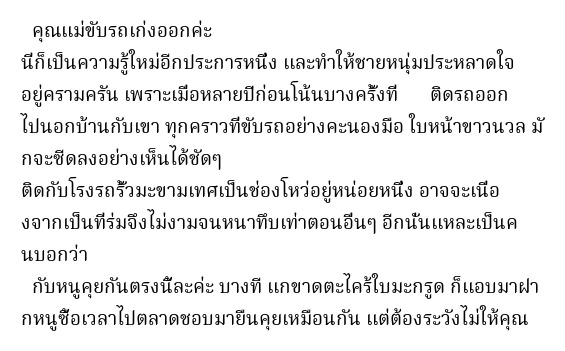 คุณแม่ขับรถเก่งออกค่ะ
นี่ก็เป็นความรู้ใหม่อีกประการหนึ่ง และทำให้ชายหนุ่มประหลาดใจ
อยู่ครามครัน เพราะเมื่อหลายปีก่อนโน้นบางครั้งที่ ติดรถออก
ไปนอกบ้านกับเขา ทุกคราวที่ขับรถอย่างคะนองมือ ใบหน้าขาวนวล มั
กจะซีดลงอย่างเห็นได้ชัดๆ
ติดกับโรงรถรั้วมะขามเทศเป็นช่องโหว่อยู่หน่อยหนึ่ง อาจจะเนื่อ
งจากเป็นที่ร่มจึงไม่งามจนหนาทึบเท่าตอนอื่นๆ อีกนั่นแหละเป็นค
นบอกว่า
กับหนูคุยกันตรงนี้ละค่ะ บางที แกขาดตะไคร้ใบมะกรูด ก็แอบมาฝา
กหนูซื้อเวลาไปตลาดชอบมายืนคุยเหมือนกัน แต่ต้องระวังไม่ให้คุณ